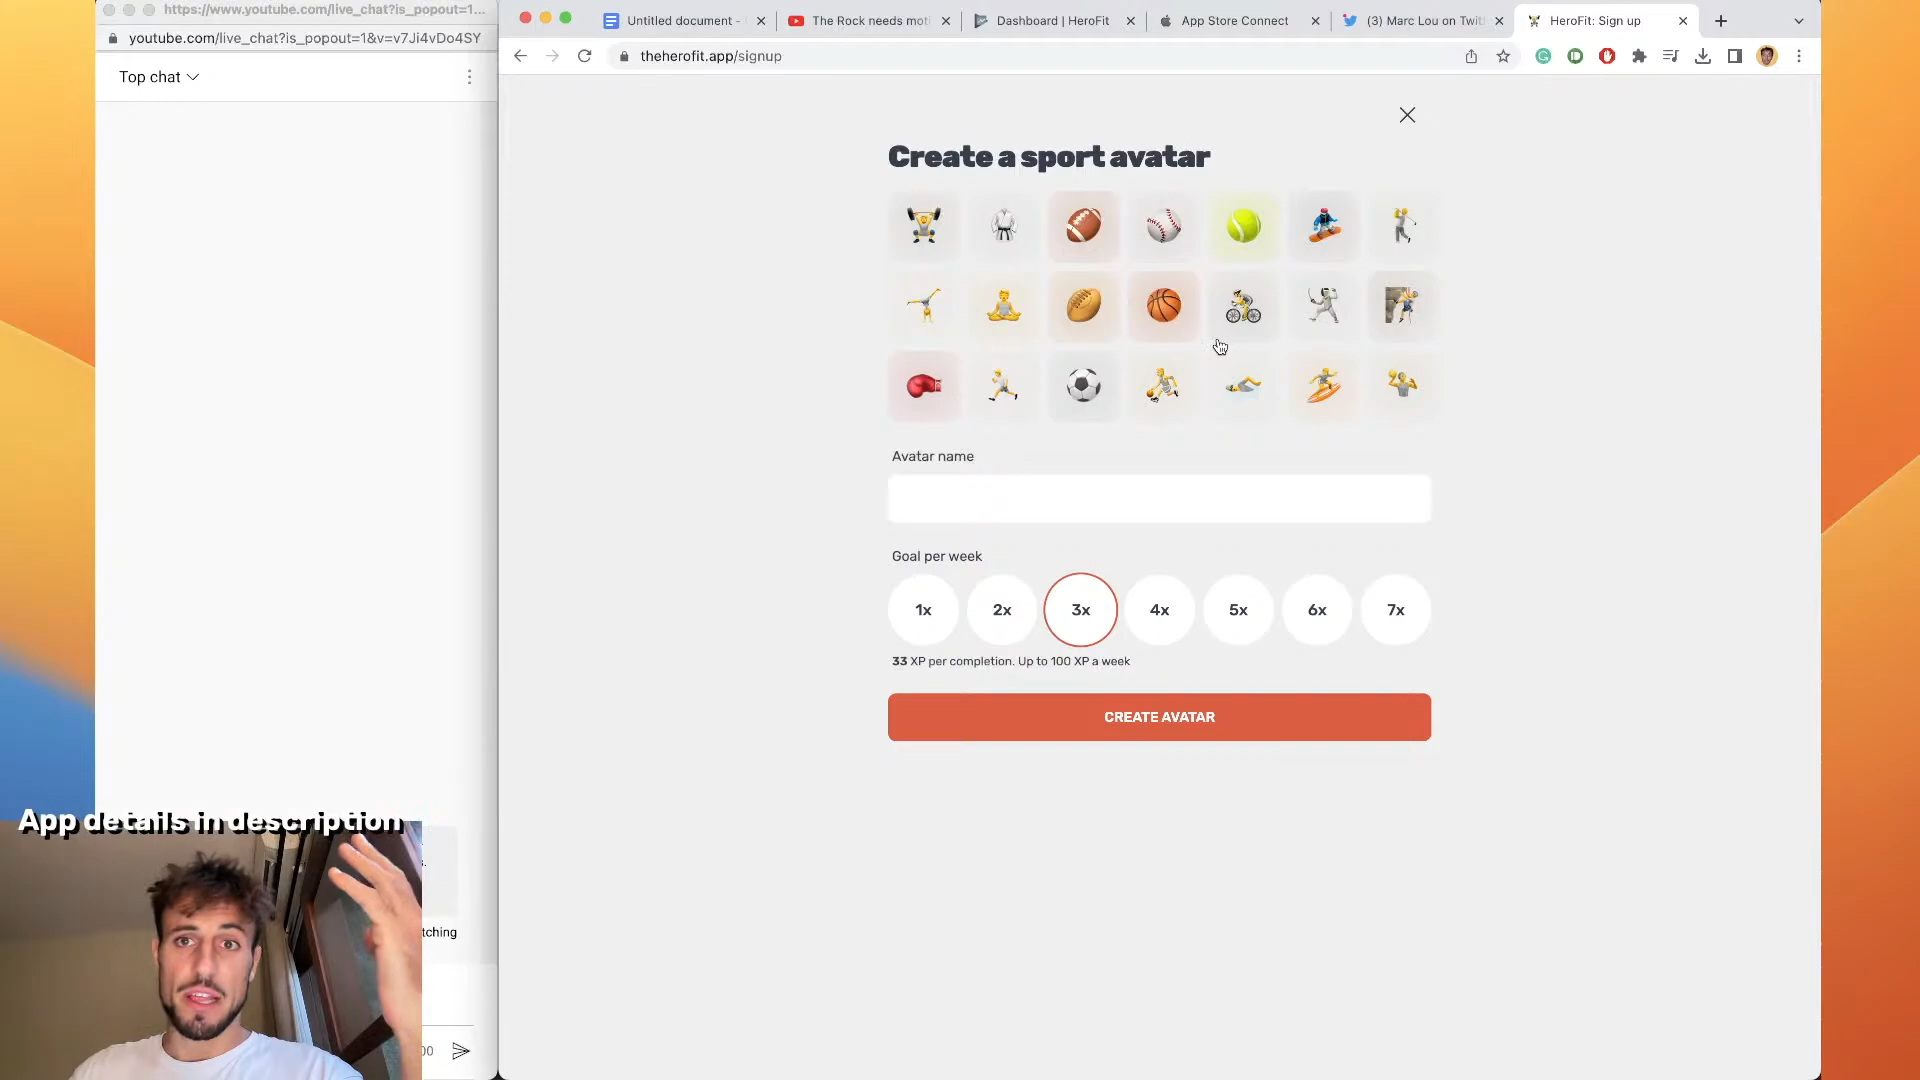 https://www.youtube.com/live_chat?is_popout=1...
youtube.com/live_chat?is_popout=1&v=v7Ji4vDo4SY
Top chat
Untitled document -
The Rock needs moti
Dashboard | HeroFit
App Store Connect
(3) Marc Lou on Twit
HeroFit: Sign up
theherofit.app/signup
Create a sport avatar
Avatar name
Goal per week
1x 2x 3x 4x 5x 6x 7x
33 XP per completion. Up to 100 XP a week
CREATE AVATAR
App details in description
s.
tching
00